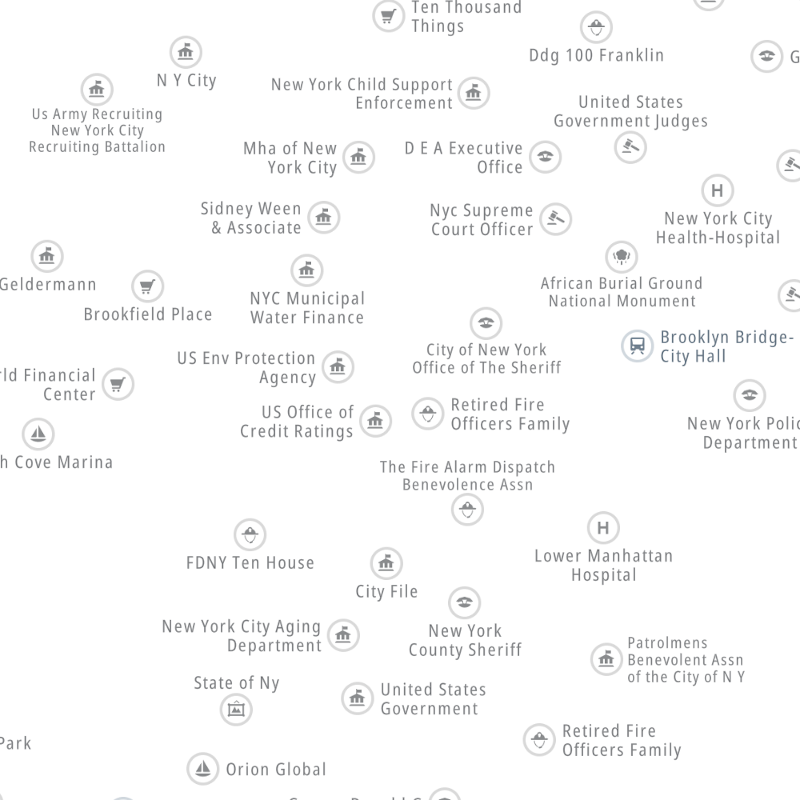 Ten Thousand
Things
Ddg 100 Franklin
G
N Y City
New York Child Support
Enforcement
Us Army Recruiting
New York City
Recruiting Battalion
United States
Government Judges
Mha of New
York City
D E A Executive
Office
Sidney Ween
& Associate
Nyc Supreme
Court Officer
New York City
Health-Hospital
Geldermann
Brookfield Place
NYC Municipal
Water Finance
African Burial Ground
National Monument
City of New York
Office of The Sheriff
Brooklyn Bridge-
City Hall
US Env Protection
Agency
rld Financial
Center
US Office of
Credit Ratings
Retired Fire
Officers Family
New York Polic
Department
h Cove Marina
The Fire Alarm Dispatch
Benevolence Assn
FDNY Ten House
Lower Manhattan
Hospital
City File
New York City Aging
Department
New York
County Sheriff
Patrolmens
Benevolent Assn
of the City of N Y
State of Ny
United States
Government
Retired Fire
Officers Family
Park
Orion Global